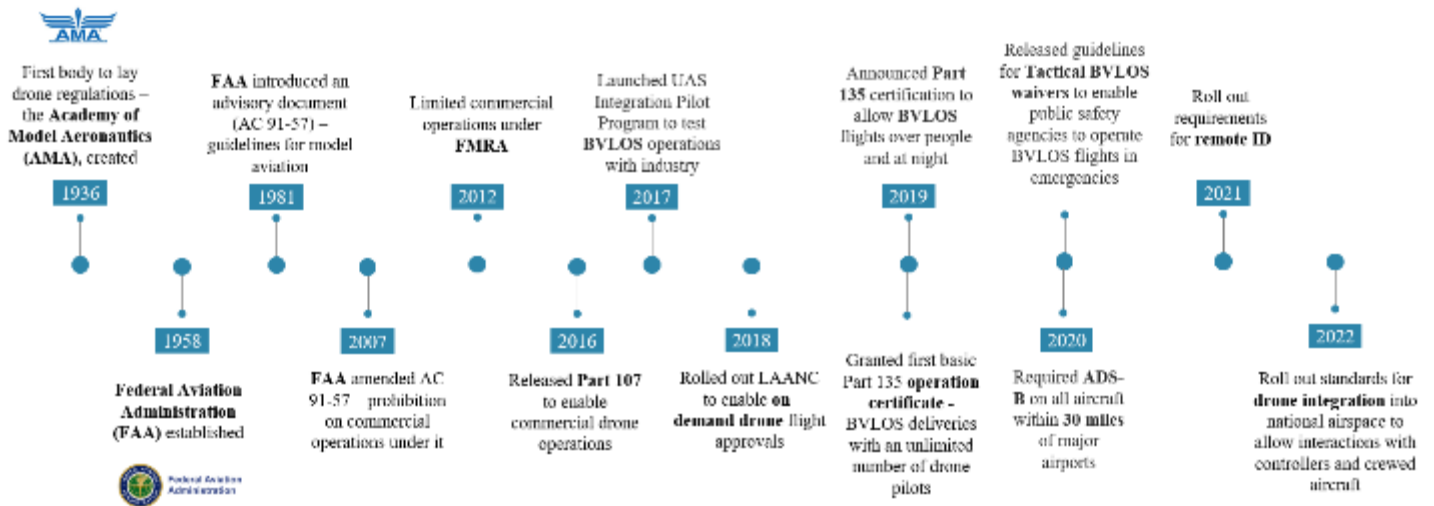 AMA
First body to lay
drone regulations –
the Academy of
Model Aeronautics
(AMA), created
1936
1958
Federal Aviation
Administration
(FAA) established
Federal Aviation
Administration
FAA introduced an
advisory document
(AC 91-57) –
guidelines for model
aviation
1981
2007
FAA amended AC
91-57 prohibition
on commercial
operations under it
Limited commercial
operations under
FMRA
2012
2016
Released Part 107
to enable
commercial drone
operations
Launched UAS
Integration Pilot
Program to test
BVLOS operations
with industry
2017
2018
Rolled out LAANC
to enable on
demand drone flight
approvals
Announced Part
135 certification to
allow BVLOS
flights over people
and at night
2019
Granted first basic
Part 135 operation
certificate -
BVLOS deliveries
with an unlimited
number of drone
pilots
Released guidelines
for Tactical BVLOS
waivers to enable
public safety
agencies to operate
BVLOS flights in
emergencies
2020
Required ADS-
B on all aircraft
within 30 miles
of major
airports
Roll out
requirements
for remote ID
2021
2022
Roll out standards for
drone integration into
national airspace to
allow interactions with
controllers and crewed
aircraft